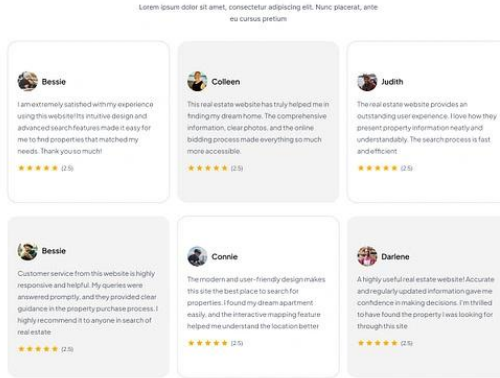 Lorem ipsum dolor sit amet, consectetur adipiscing elit. Nunc placerat, ante
eu cursus pretium
Bessie
I am extremely satisfied with my experience
using this website! Its intuitive design and
advanced search features made it easy for
me to find properties that matched my
needs. Thank you so much!
(2.5)
Colleen
This real estate website has truly helped me in
finding my dream home. The comprehensive
information, clear photos, and the online
bidding process made everything so much
more accessible.
(2.5)
Judith
The real estate website provides an
outstanding user experience. I love how they
present property information neatly and
understandably. The search process is fast
and efficient
(2.5)
Bessie
Customer service from this website is highly
responsive and helpful. My queries were
answered promptly, and they provided clear
guidance in the property purchase process. I
highly recommend it to anyone in search of
real estate
(2.5)
Connie
The modern and user-friendly design makes
this site the best place to search for
properties. I found my dream apartment
easily, and the interactive mapping feature
helped me understand the location better
(2.5)
Darlene
A highly useful real estate website! Accurate
and regularly updated information gave me
confidence in making decisions. I'm thrilled
to have found the property I was looking for
through this site
(2.5)